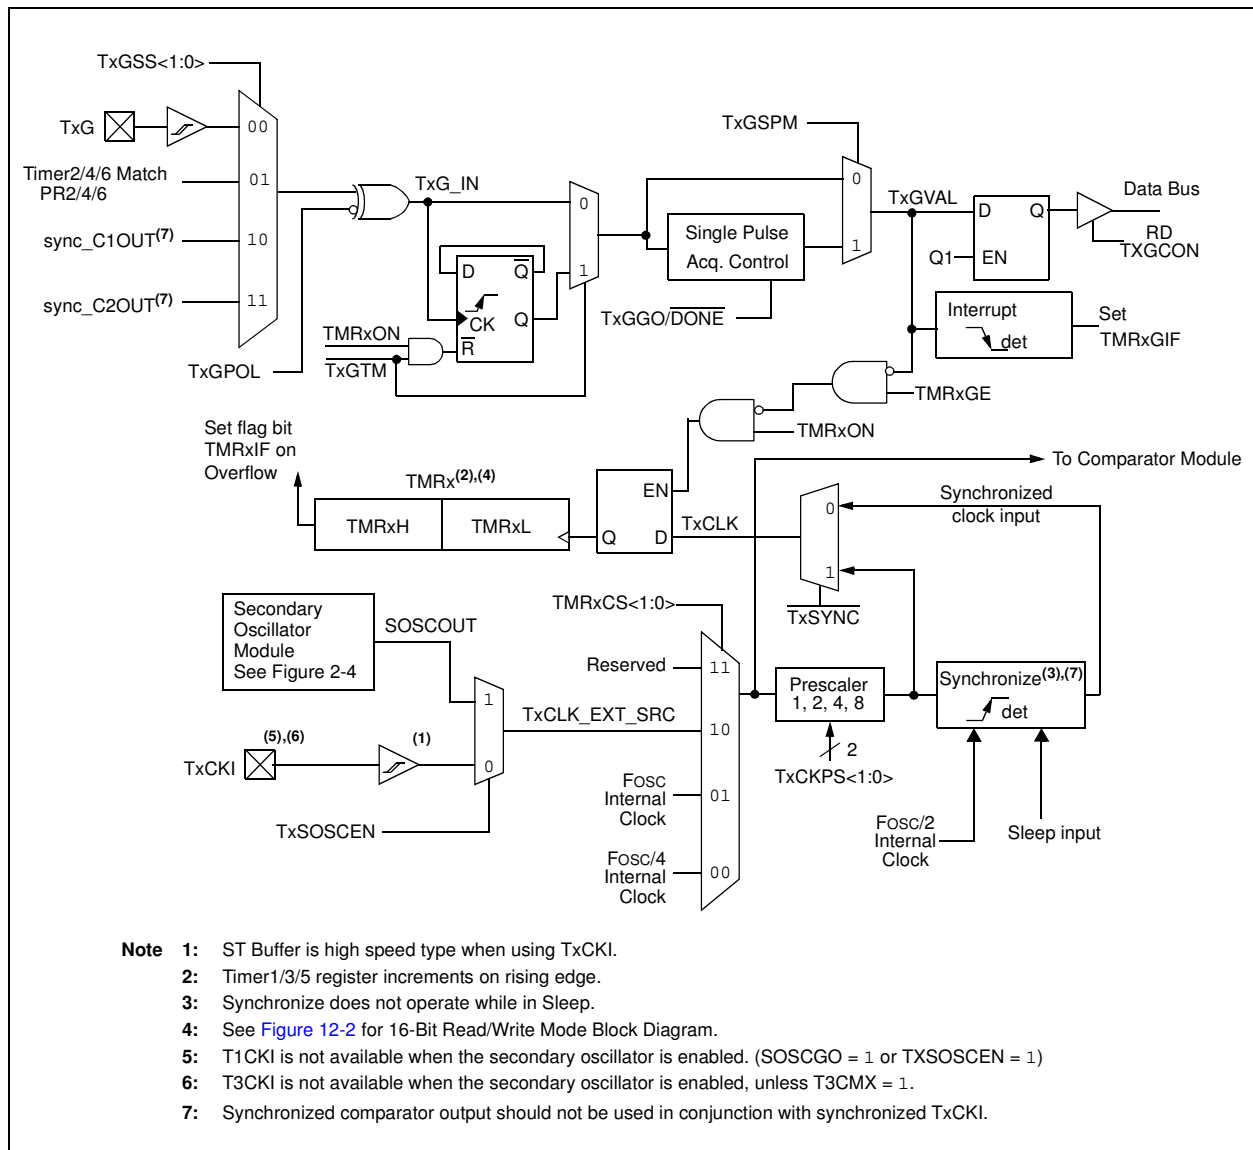 TxGSS<1:0>
TxG
00
Timer2/4/6 Match
PR2/4/6
01
sync_C1OUT(7)
10
sync_C2OUT(7)
11
TxGPOL
TxG_IN
D
Q
CK
Q
R
TMRxON
TxGTM
0
1
Single Pulse
Acq. Control
TxGGO/DONE
TxGSPM
0
1
TxGVAL
D
Q
Q1
EN
Data Bus
RD
TXGCON
Interrupt
det
Set
TMRxGIF
TMRxGE
TMRxON
Set flag bit
TMRxIF on
Overflow
TMRx(2),(4)
TMRxH
TMRxL
EN
Q
D
TxCLK
To Comparator Module
0
1
Synchronized
clock input
TxSYNC
Secondary
Oscillator
Module
See Figure 2-4
SOSCOUT
1
0
(5),(6)
TxCKI
(1)
TxSOSCEN
TxCLK_EXT_SRC
TMRxCS<1:0>
Reserved
11
10
FOSC
Internal
Clock
01
FOSC/4
Internal
Clock
00
Prescaler
1, 2, 4, 8
2
TxCKPS<1:0>
Synchronize(3),(7)
det
FOSC/2
Internal
Clock
Sleep input
Note 1: ST Buffer is high speed type when using TxCKI.
2: Timer1/3/5 register increments on rising edge.
3: Synchronize does not operate while in Sleep.
4: See Figure 12-2 for 16-Bit Read/Write Mode Block Diagram.
5: T1CKI is not available when the secondary oscillator is enabled. (SOSCGO = 1 or TXSOSCEN = 1)
6: T3CKI is not available when the secondary oscillator is enabled, unless T3CMX = 1.
7: Synchronized comparator output should not be used in conjunction with synchronized TxCKI.